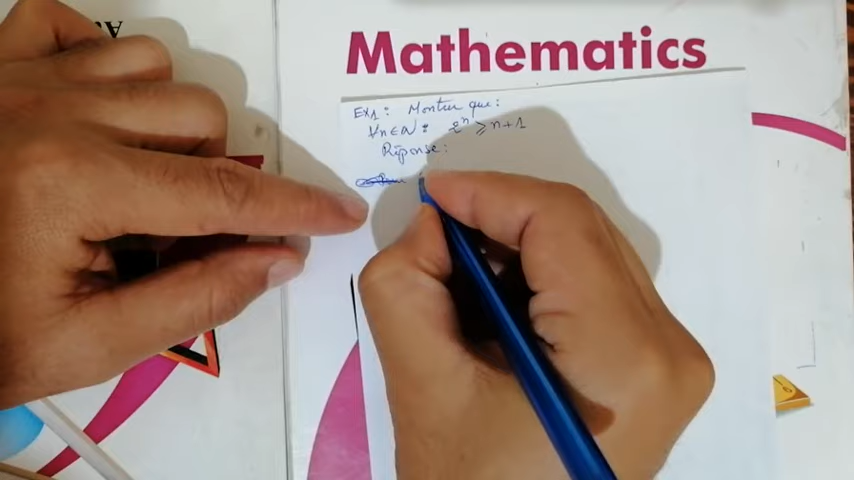 Mathematics
Ex1: Montrer que:
∀n∈ℕ: 2ⁿ ⩾ n+1
Réponse: